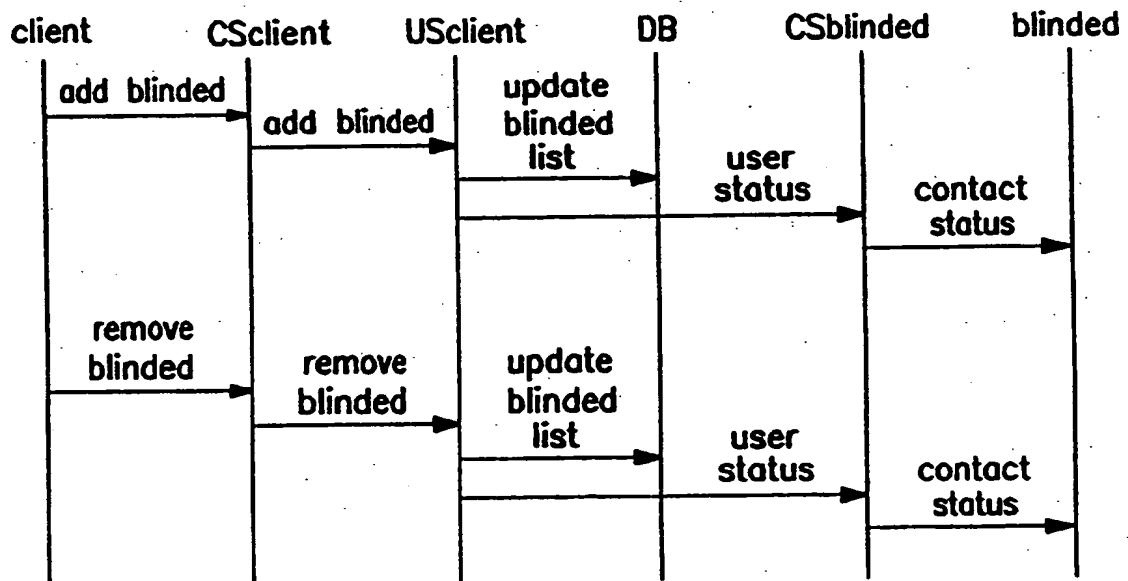 client CSclient USclient DB CSblinded blinded
add blinded
add blinded
update
blinded
list
user
status
contact
status
remove
blinded
remove
blinded
update
blinded
list
user
status
contact
status